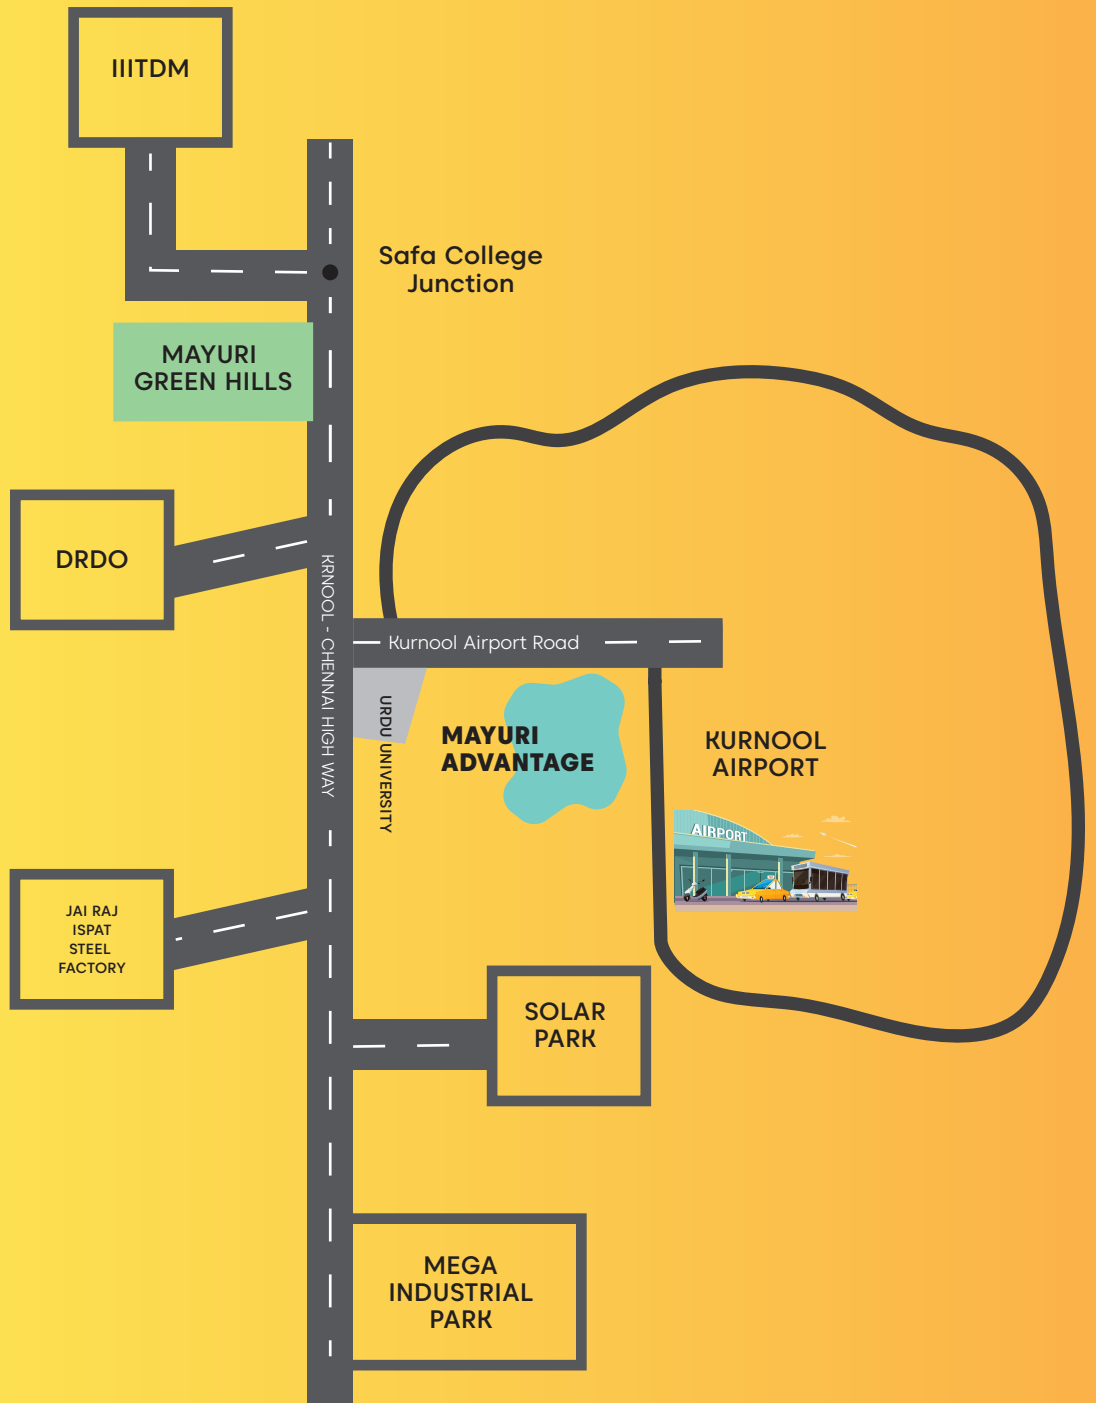 IIITDM
Safa College
Junction
MAYURI
GREEN HILLS
DRDO
KRNOOL - CHENNAI HIGH WAY
Kurnool Airport Road
URDU UNIVERSITY
MAYURI
ADVANTAGE
KURNOOL
AIRPORT
AIRPORT
JAI RAJ
ISPAT
STEEL
FACTORY
SOLAR
PARK
MEGA
INDUSTRIAL
PARK